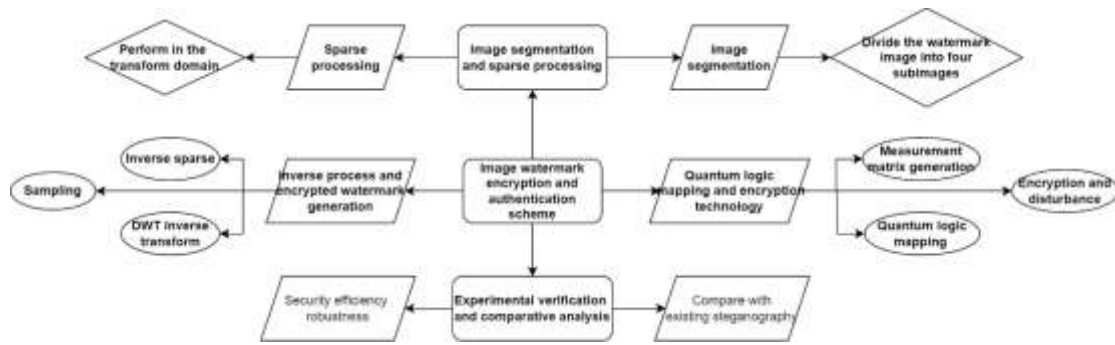 Perform in the
transform domain
Sparse
processing
Image segmentation
and sparse processing
Image
segmentation
Divide the watermark
image into four
subimages
Inverse sparse
Sampling
DWT inverse
transform
Inverse process and
encrypted watermark
generation
Image watermark
encryption and
authentication
scheme
Quantum logic
mapping and encryption
technology
Measurement
matrix generation
Encryption and
disturbance
Quantum logic
mapping
Security efficiency
robustness
Experimental verification
and comparative analysis
Compare with
existing steganography